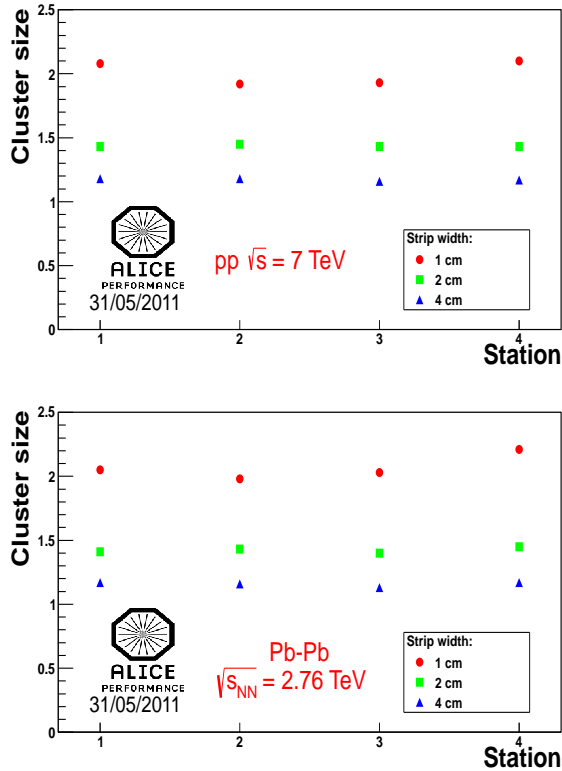 Cluster size
2.5
2
1.5
1
0.5
0
ALICE
PERFORMANCE
31/05/2011
pp √s = 7 TeV
Strip width:
1 cm
2 cm
4 cm
1 2 3 4
Station
Cluster size
2.5
2
1.5
1
0.5
0
ALICE
PERFORMANCE
31/05/2011
Pb-Pb
√sNN = 2.76 TeV
Strip width:
1 cm
2 cm
4 cm
1 2 3 4
Station